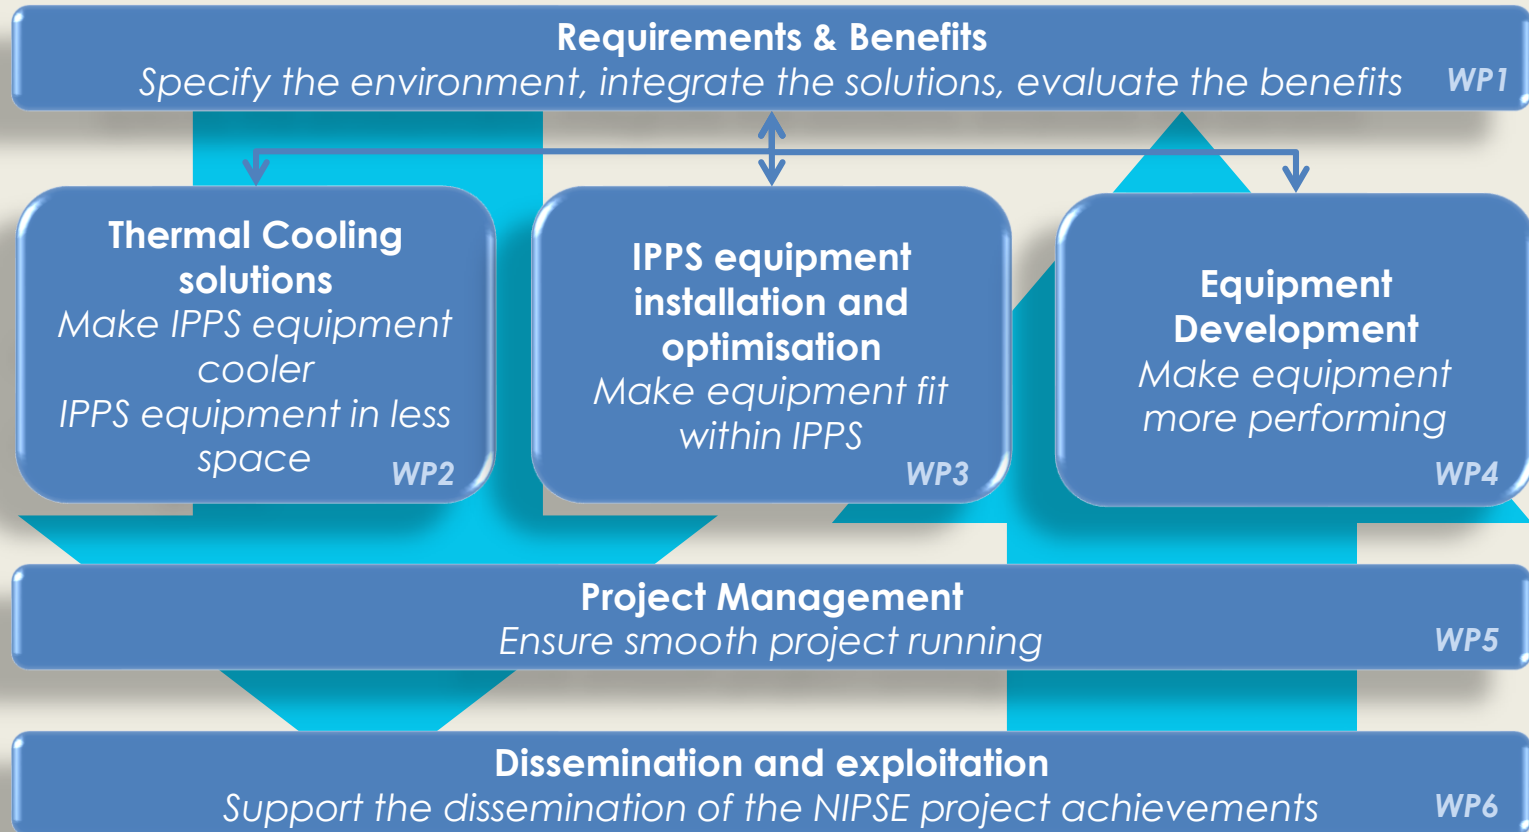 Requirements & Benefits
Specify the environment, integrate the solutions, evaluate the benefits
WP1
Thermal Cooling
solutions
Make IPPS equipment
cooler
IPPS equipment in less
space
WP2
IPPS equipment
installation and
optimisation
Make equipment fit
within IPPS
WP3
Equipment
Development
Make equipment
more performing
WP4
Project Management
Ensure smooth project running
WP5
Dissemination and exploitation
Support the dissemination of the NIPSE project achievements
WP6